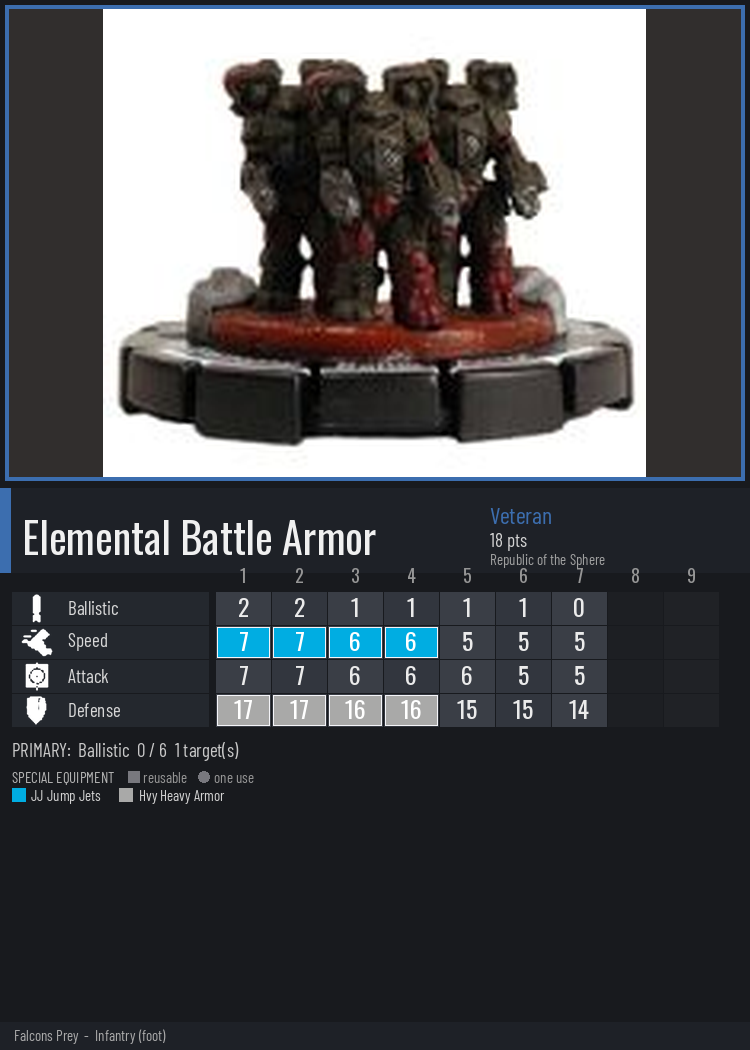 Elemental Battle Armor
Veteran
18 pts
Republic of the Sphere
1 2 3 4 5 6 7 8 9
Ballistic 2 2 1 1 1 1 0
Speed 7 7 6 6 5 5 5
Attack 7 7 6 6 6 5 5
Defense 17 17 16 16 15 15 14
PRIMARY: Ballistic 0 / 6 1 target(s)
SPECIAL EQUIPMENT reusable one use
JJ Jump Jets Hvy Heavy Armor
Falcons Prey - Infantry (foot)